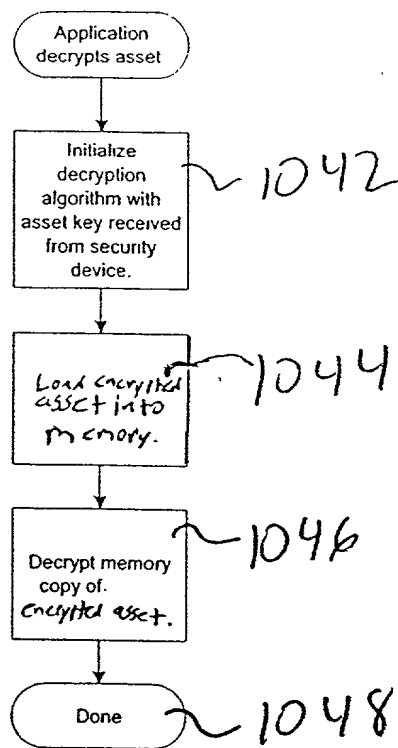 Application
decrypts asset
Initialize
decryption
algorithm with
asset key received
from security
device.
1042
Load encrypted
asset into
memory.
1044
Decrypt memory
copy of.
encrypted asset.
1046
Done
1048